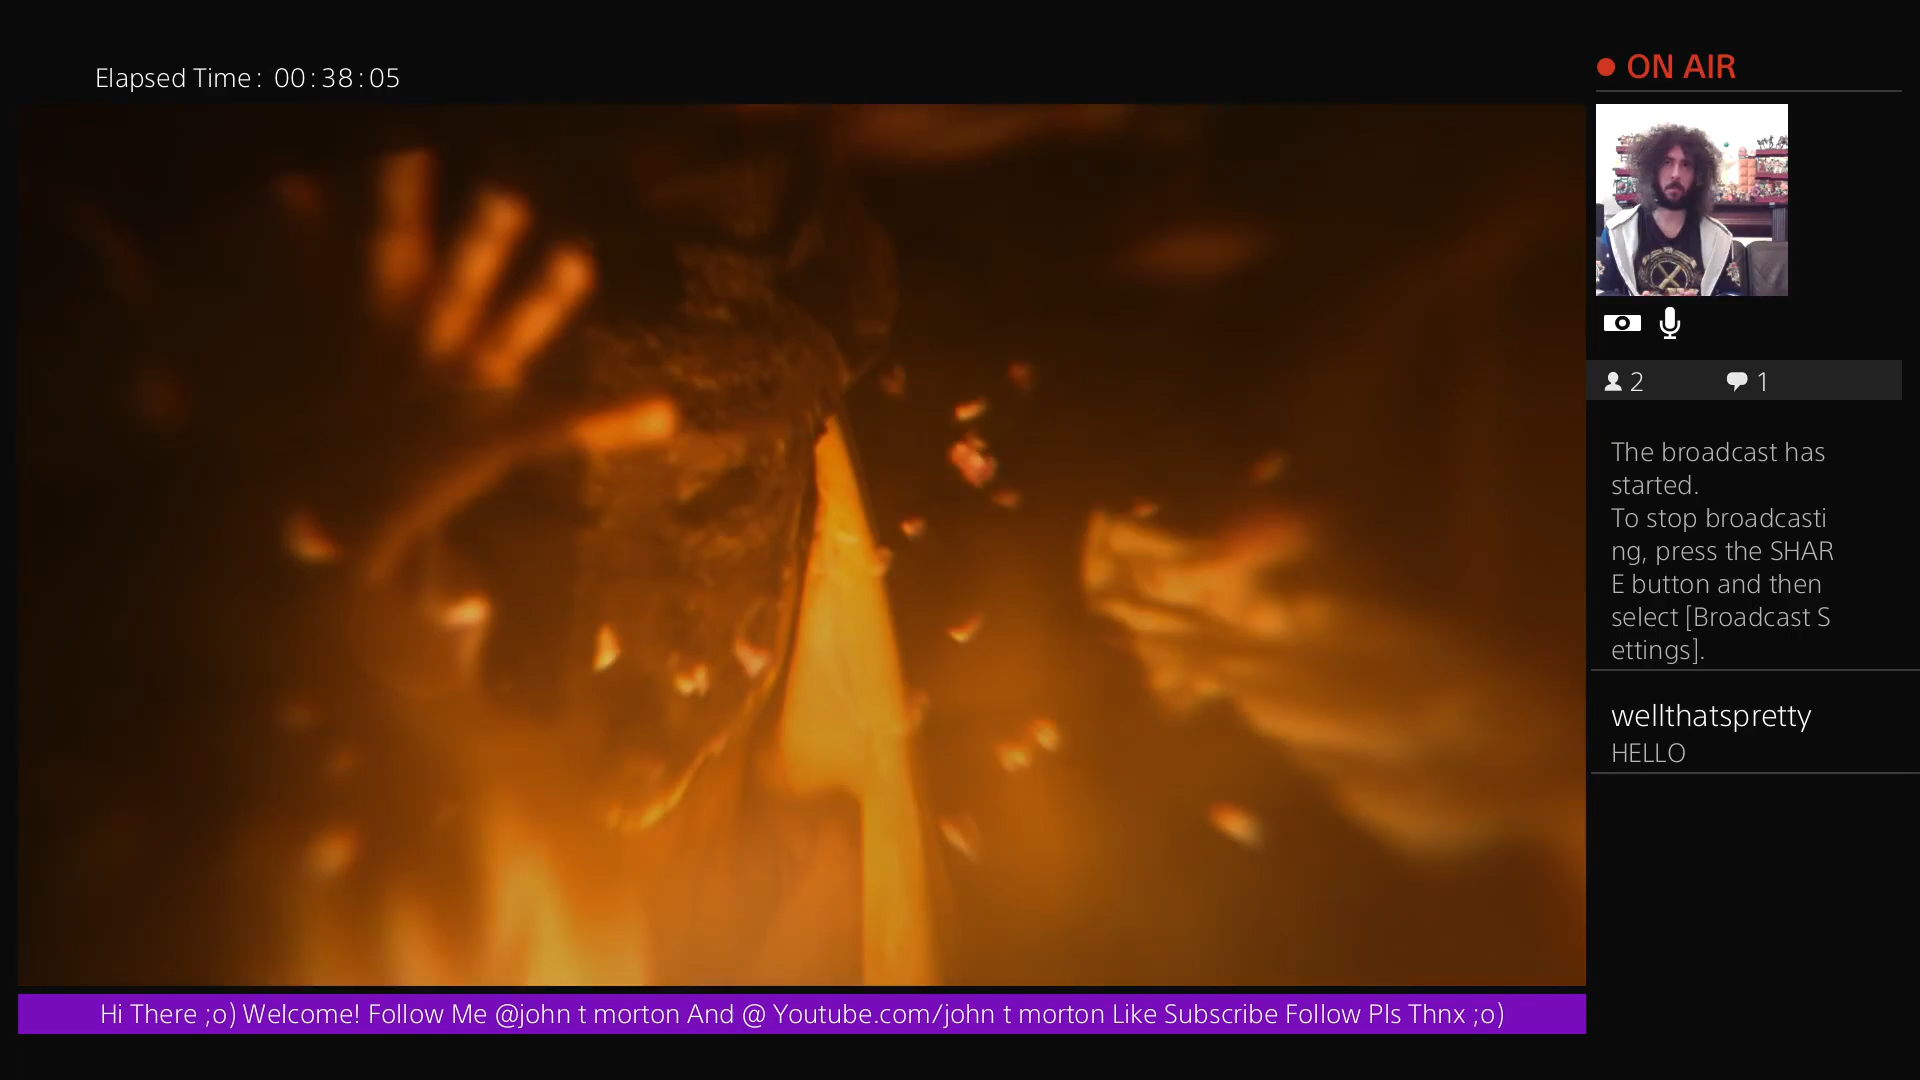 Elapsed Time: 00:38:05
ON AIR
2
1
The broadcast has
started.
To stop broadcasti
ng, press the SHAR
E button and then
select [Broadcast S
ettings].
wellthatspretty
HELLO
Hi There ;o) Welcome! Follow Me @john t morton And @ Youtube.com/john t morton Like Subscribe Follow Pls Thnx ;o)